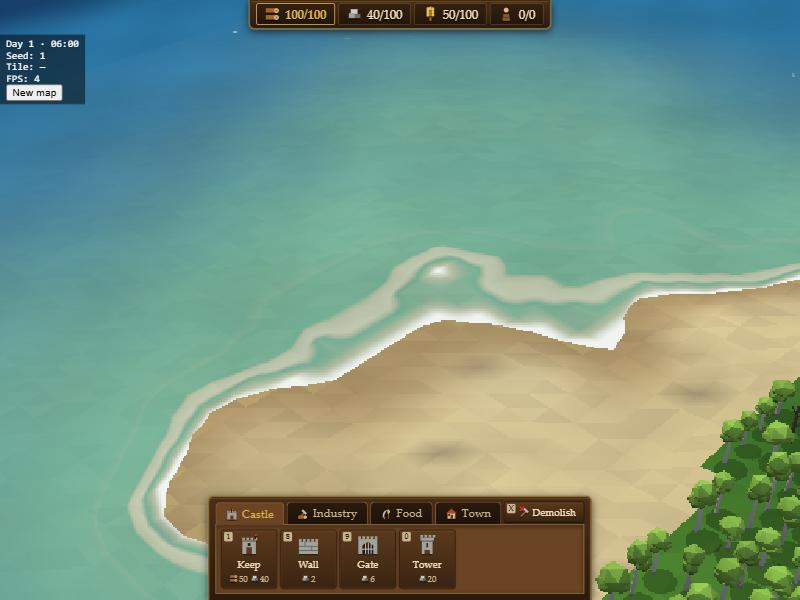 100/100 40/100 50/100 0/0
Day 1 · 06:00
Seed: 1
Tile: —
FPS: 4
New map
Castle Industry Food Town X Demolish
1 8 9 0
Keep Wall Gate Tower
50 40 2 6 20